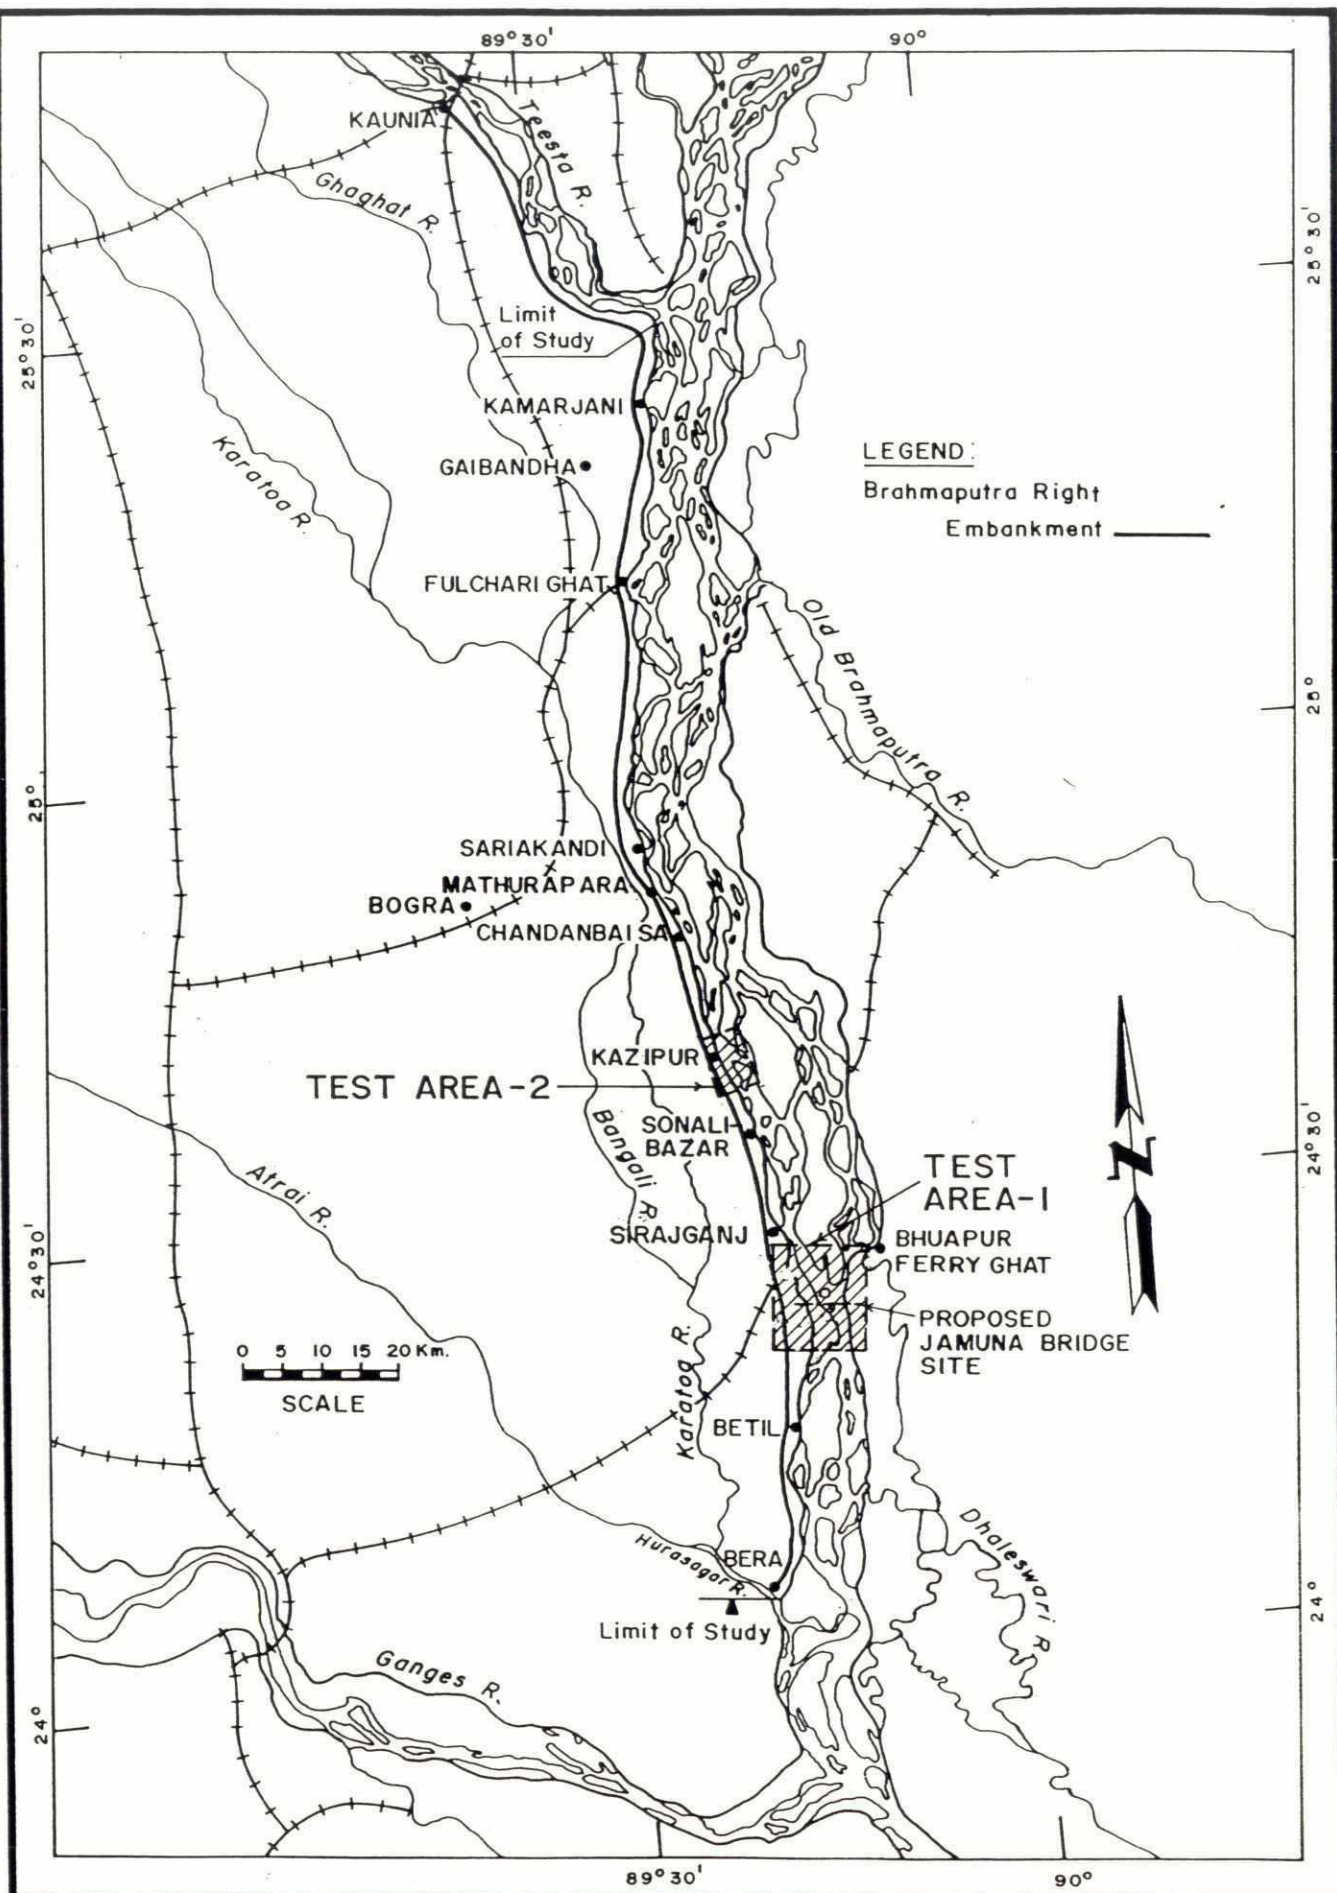 89°30'
90°
KAUNIA
Teesta R.
Ghaghat R.
25°30'
Limit
of Study
25°30'
KAMARJANI
GAIBANDHA
Karatoa R.
LEGEND:
Brahmaputra Right
Embankment
FULCHARI GHAT
Old Brahmaputra R.
25°
25°
SARIAKANDI
MATHURAPARA
BOGRA
CHANDANBAISA
KAZIPUR
TEST AREA-2
SONALI-
BAZAR
Bangali R.
24°30'
N
TEST
AREA-1
Atrai R.
SIRAJGANJ
BHUAPUR
FERRY GHAT
24°30'
PROPOSED
JAMUNA BRIDGE
SITE
0 5 10 15 20 Km.
SCALE
Karatoa R.
BETIL
Dhaleswari R.
Hurasagar R.
BERA
24°
Limit of Study
Ganges R.
24°
89°30'
90°